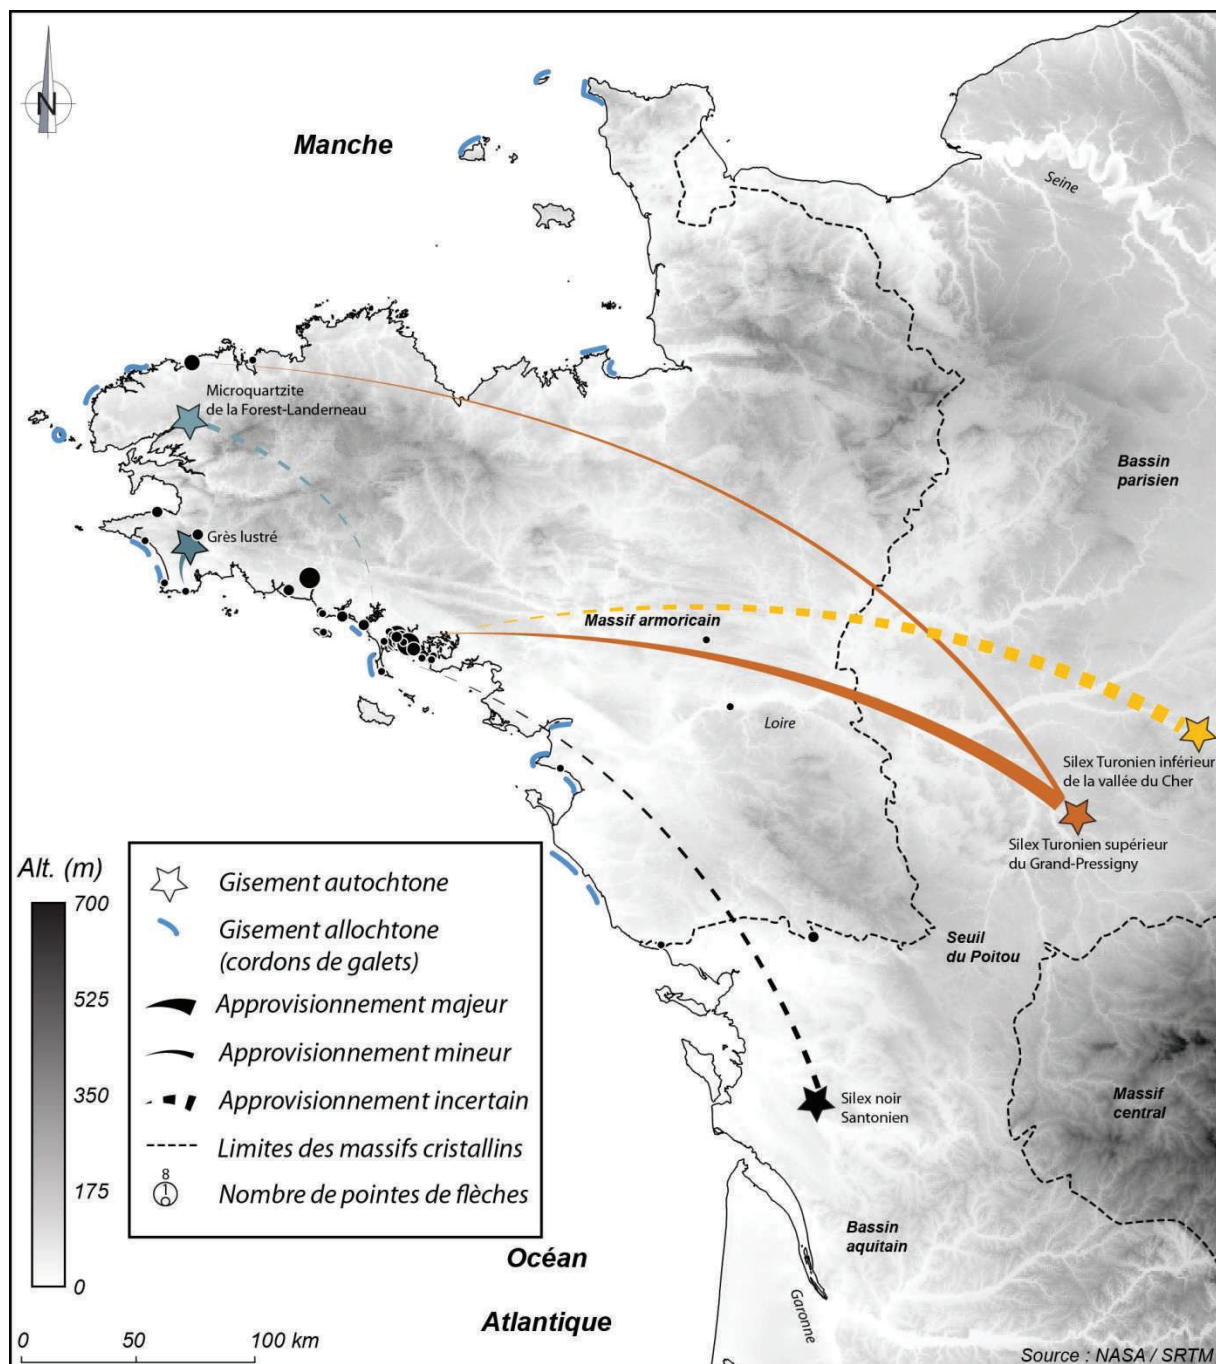 N
Manche
Seine
Microquartzite
de la Forest-Landerneau
Bassin
parisien
Grès lustré
Massif armoricain
Loire
Silex Turonien inférieur
de la vallée du Cher
Silex Turonien supérieur
du Grand-Pressigny
Seuil
du Poitou
Silex noir
Santonien
Massif
central
Bassin
aquitain
Garonne
Océan
Atlantique
Alt. (m)
700
525
350
175
0
Gisement autochtone
Gisement allochtone
(cordons de galets)
Approvisionnement majeur
Approvisionnement mineur
Approvisionnement incertain
Limites des massifs cristallins
8
1
Nombre de pointes de flèches
0 50 100 km
Source : NASA / SRTM